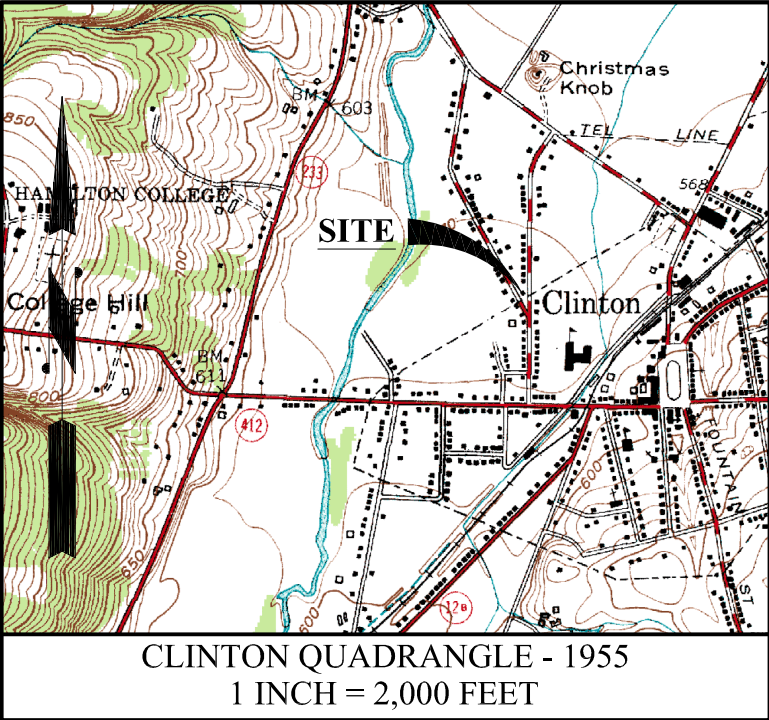 Christmas
Knob
BM
603
850
TEL LINE
233
568
HAMILTON COLLEGE
SITE
700
College Hill
Clinton
BM
611
800
412
FOUNTAIN
600
650
ST
600
12B
CLINTON QUADRANGLE - 1955
1 INCH = 2,000 FEET